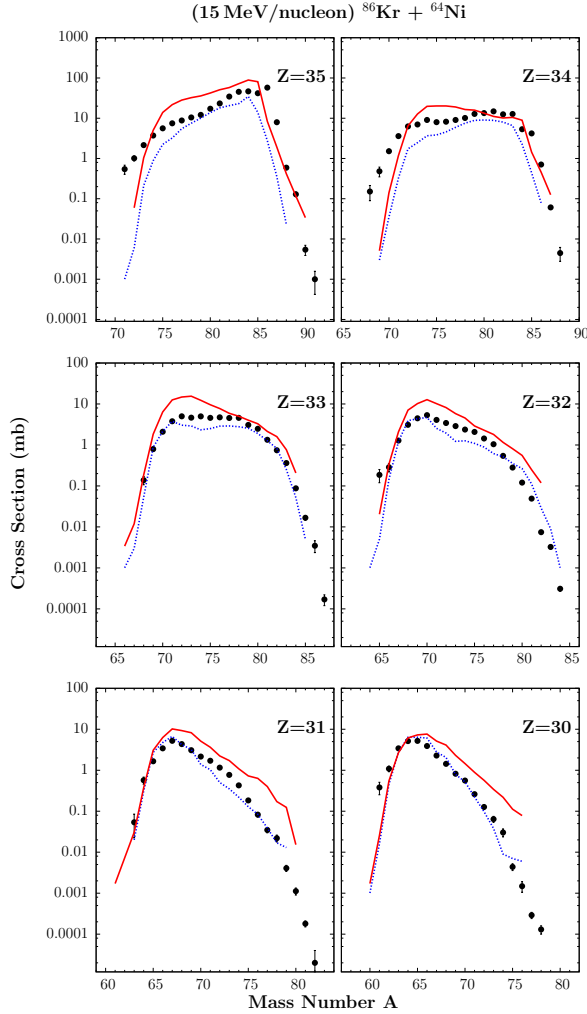 (15 MeV/nucleon) ⁸⁶Kr + ⁶⁴Ni
Z=35
Z=34
1000
100
10
1
0.1
0.01
0.001
0.0001
70 75 80 85 90
65 70 75 80 85 90
Z=33
Z=32
100
10
1
0.1
0.01
0.001
0.0001
65 70 75 80 85
60 65 70 75 80 85
Cross Section (mb)
Z=31
Z=30
100
10
1
0.1
0.01
0.001
0.0001
60 65 70 75 80
60 65 70 75 80
Mass Number A